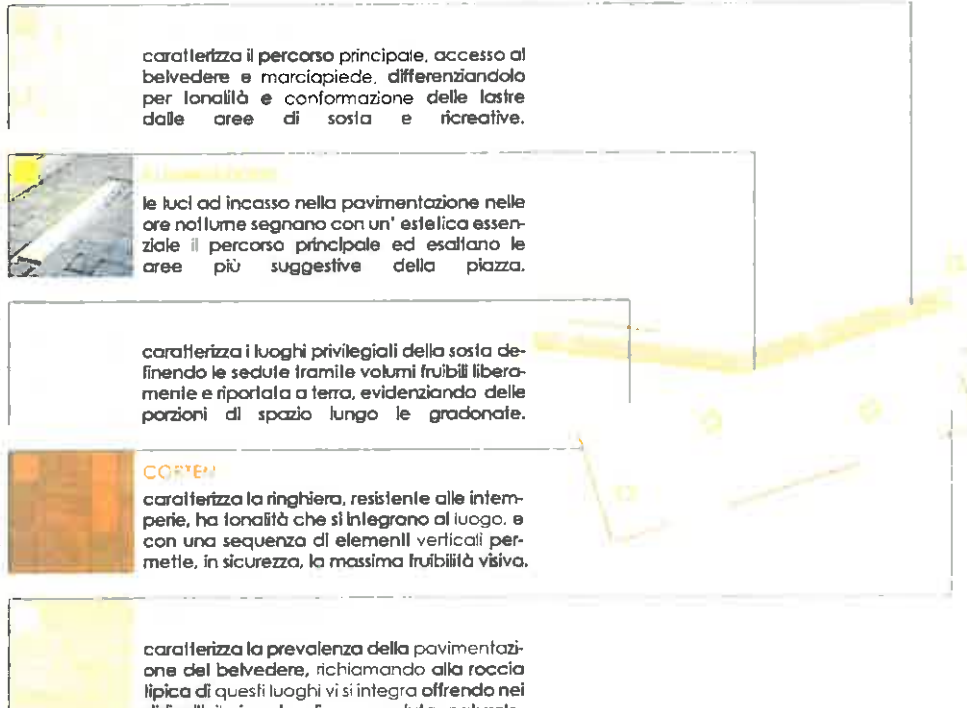 caratterizza il percorso principale, accesso al
belvedere e marciapiede, differenziandolo
per tonalità e conformazione delle lastre
dalle aree di sosta e ricreative.
le luci ad incasso nella pavimentazione nelle
ore notturne segnano con un' estetica essen-
ziale il percorso principale ed esaltano le
aree più suggestive della piazza.
caratterizza i luoghi privilegiati della sosta de-
finendo le sedute tramite volumi fruibili libera-
mente e riportata a terra, evidenziando delle
porzioni di spazio lungo le gradonate.
CORTEN
caratterizza la ringhiera, resistente alle intem-
perie, ha tonalità che si integrano al luogo, e
con una sequenza di elementi verticali per-
mette, in sicurezza, la massima fruibilità visiva.
caratterizza la prevalenza della pavimentazi-
one del belvedere, richiamando alla roccia
tipica di questi luoghi vi si integra offrendo nei